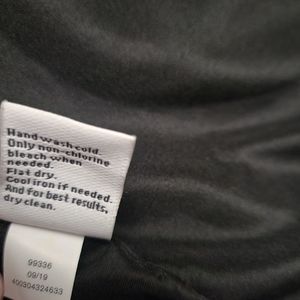 Hand wash cold.
Only non-chlorine
bleach when
needed.
Flat dry.
Cool iron if needed.
And for best results,
dry clean.
99336
09/19
400304324633